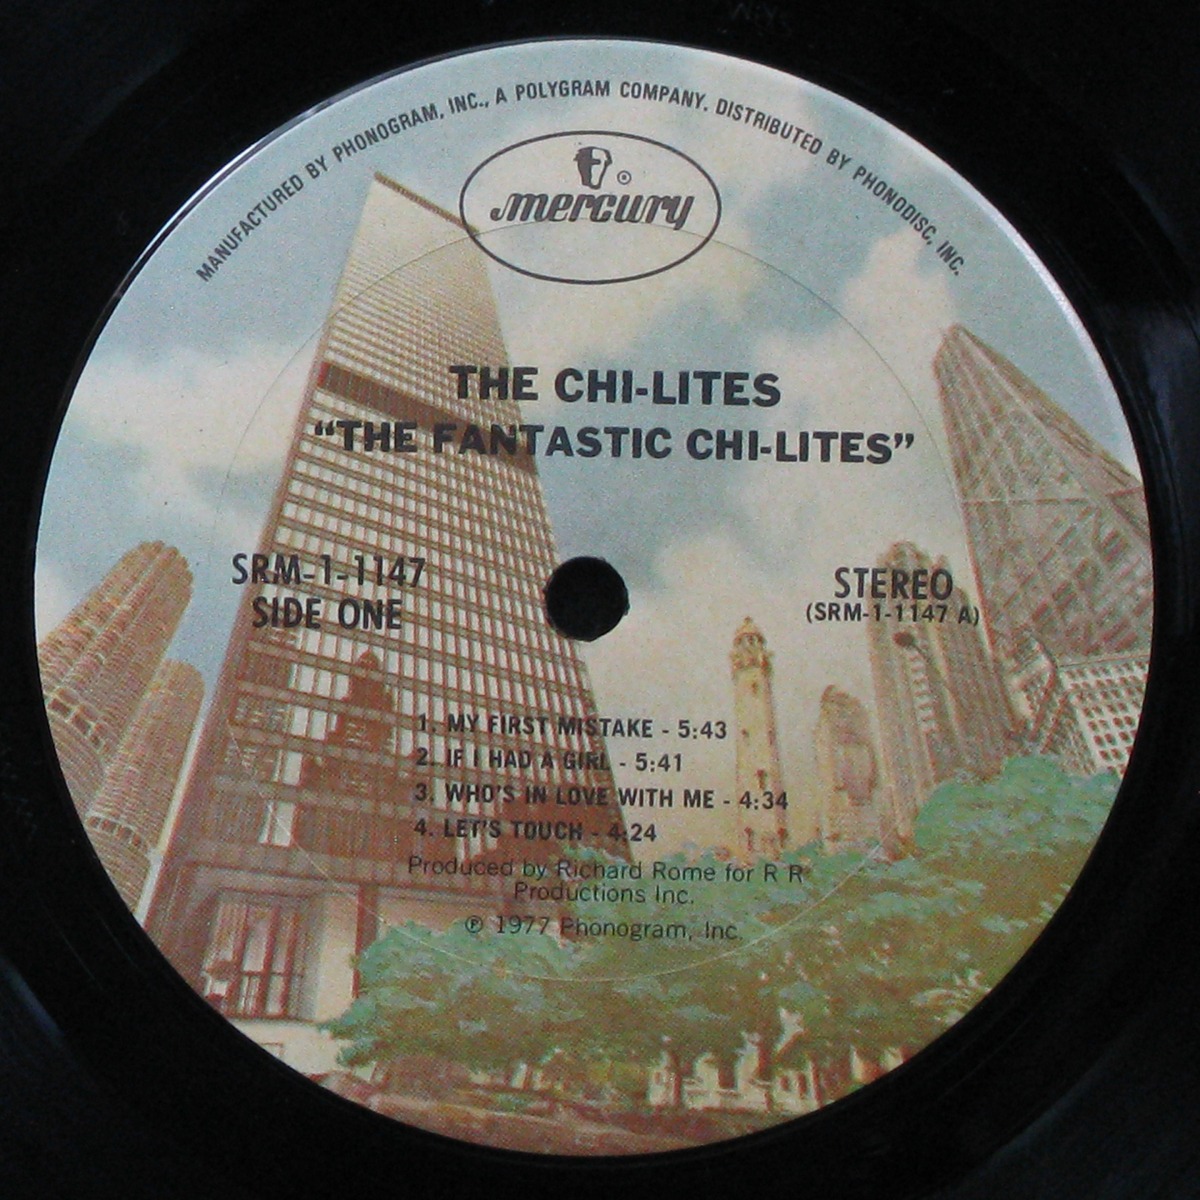 MANUFACTURED BY PHONOGRAM, INC., A POLYGRAM COMPANY. DISTRIBUTED BY PHONODISC, INC.
®
mercury
THE CHI-LITES
“THE FANTASTIC CHI-LITES”
SRM-1-1147
SIDE ONE
STEREO
(SRM-1-1147 A)
1. MY FIRST MISTAKE - 5:43
2. IF I HAD A GIRL - 5:41
3. WHO'S IN LOVE WITH ME - 4:34
4. LET'S TOUCH - 4:24
Produced by Richard Rome for R R
Productions Inc.
℗ 1977 Phonogram, Inc.